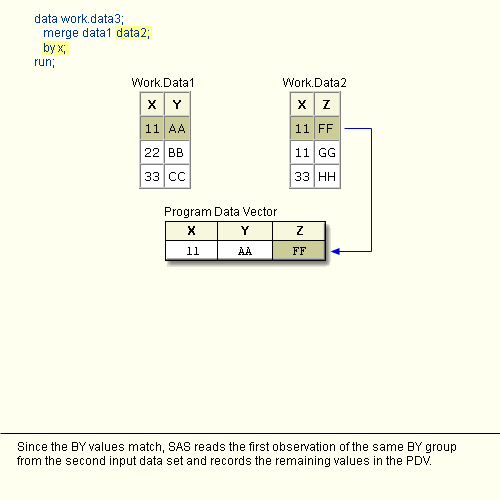 data work.data3;
merge data1 data2;
by x;
run;
Work.Data1 Work.Data2
X Y X Z
11 AA 11 FF
22 BB 11 GG
33 CC 33 HH
Program Data Vector
X Y Z
11 AA FF
Since the BY values match, SAS reads the first observation of the same BY group
from the second input data set and records the remaining values in the PDV.